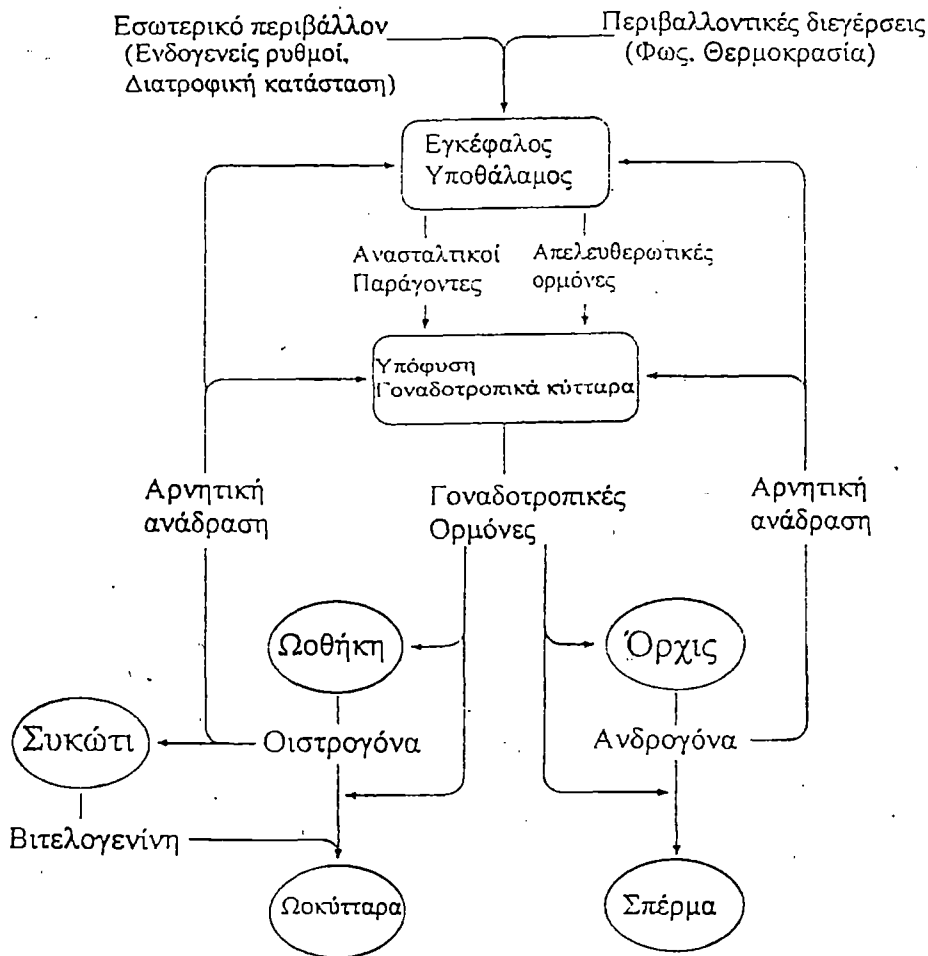 Εσωτερικό περιβάλλον
(Ενδογενείς ρυθμοί.
Διατροφική κατάσταση)
Περιβαλλοντικές διεγέρσεις
(Φως. Θερμοκρασία)
Εγκέφαλος
Υποθάλαμος
Ανασταλτικοί
Παράγοντες
Απελευθερωτικές
ορμόνες
Υπόφυση
Γοναδοτροπικά κύτταρα
Αρνητική
ανάδραση
Γοναδοτροπικές
Ορμόνες
Αρνητική
ανάδραση
Ωοθήκη
Όρχις
Συκώτι
Οιστρογόνα
Ανδρογόνα
Βιτελογενίνη
Ωοκύτταρα
Σπέρμα